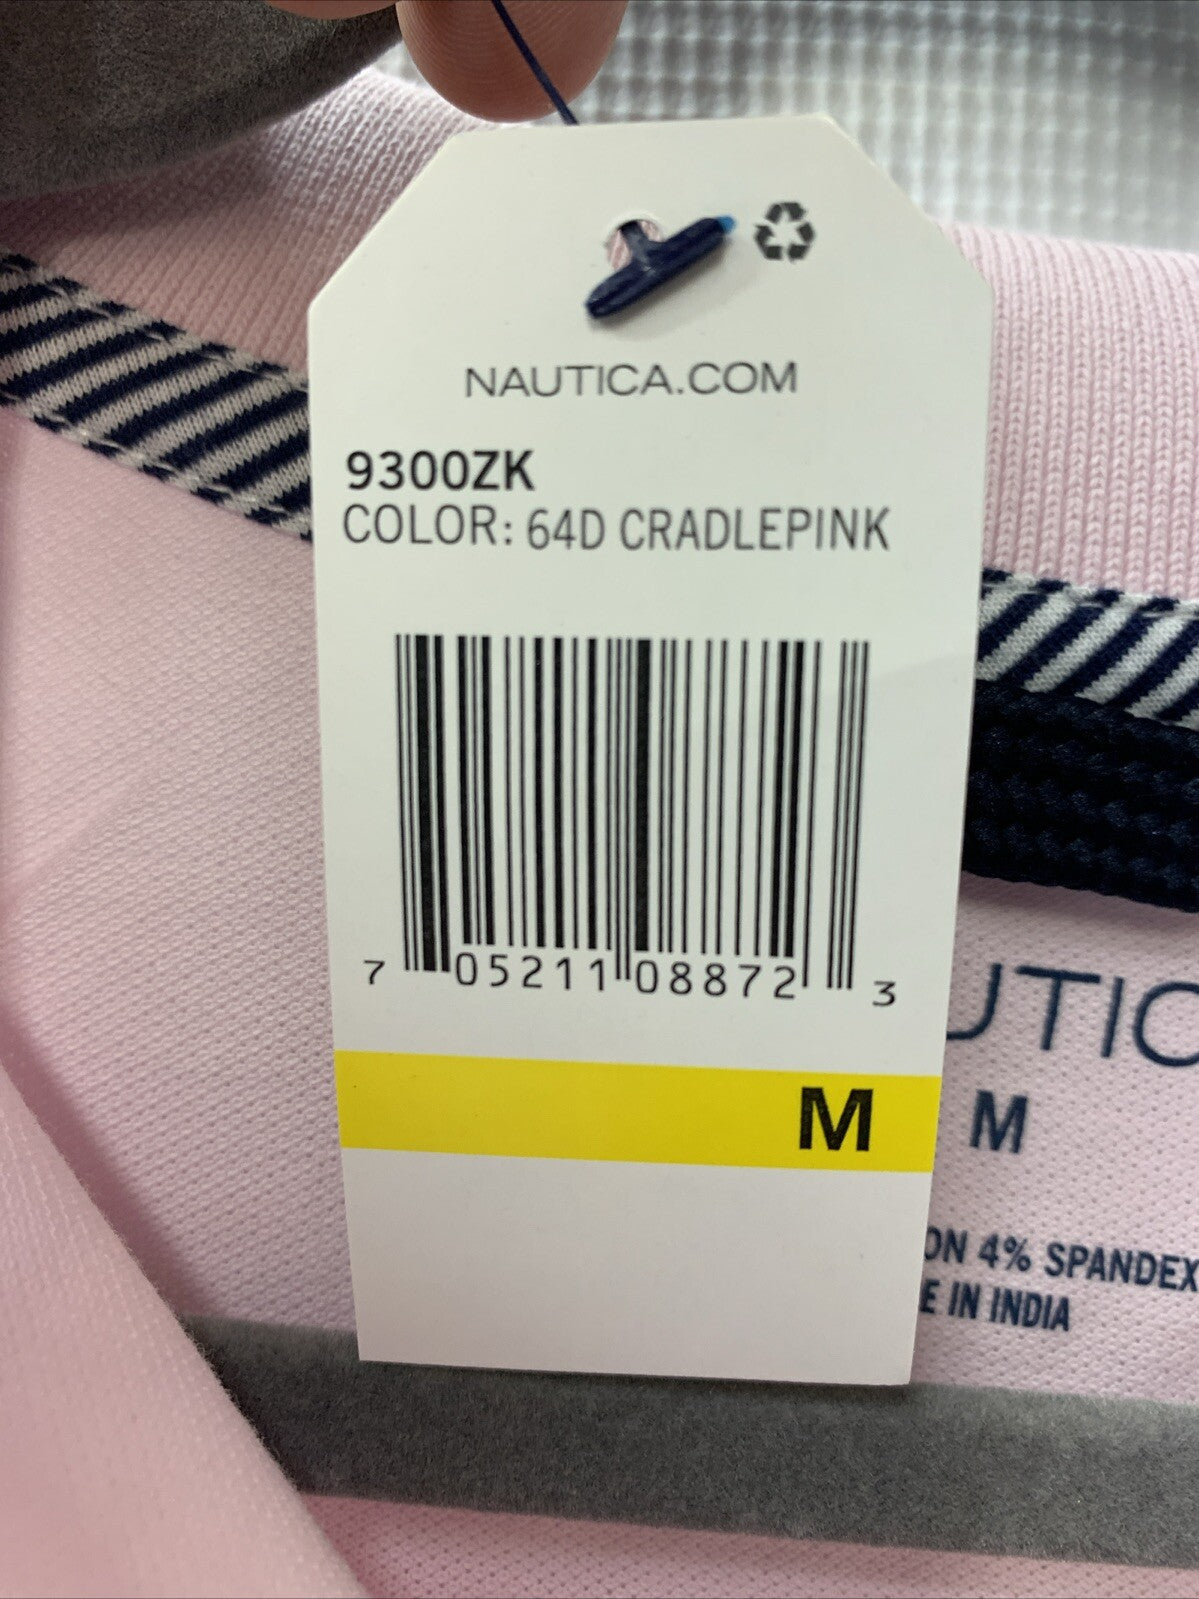 NAUTICA.COM
9300ZK
COLOR: 64D CRADLEPINK
7 05211 08872 3
M
UTIC
M
ON 4% SPANDEX
E IN INDIA